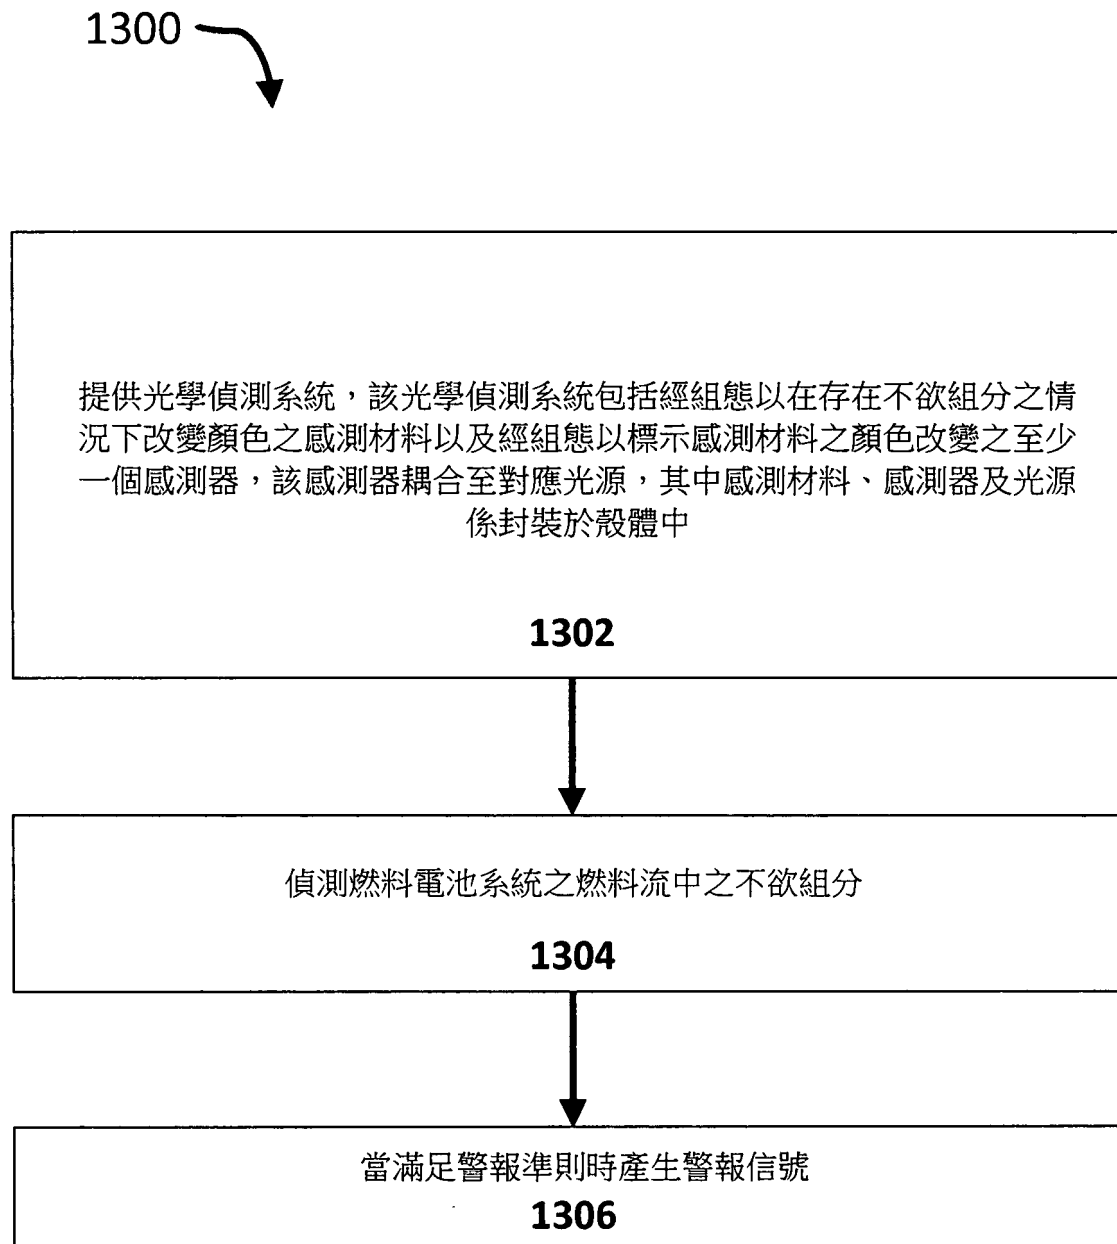 1300
提供光學偵測系統，該光學偵測系統包括經組態以在存在不欲組分之情
況下改變顏色之感測材料以及經組態以標示感測材料之顏色改變之至少
一個感測器，該感測器耦合至對應光源，其中感測材料、感測器及光源
係封裝於殼體中
1302
偵測燃料電池系統之燃料流中之不欲組分
1304
當滿足警報準則時產生警報信號
1306